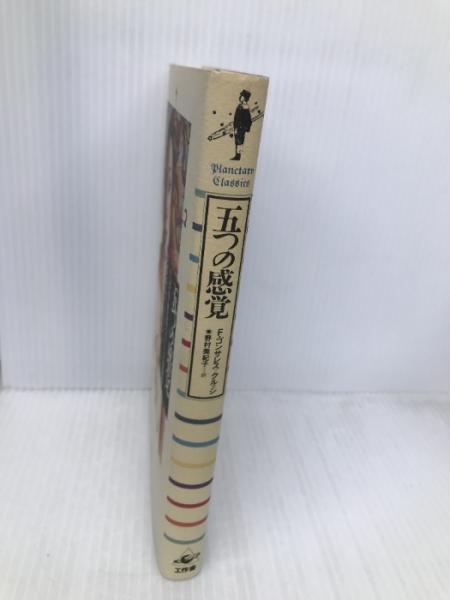 Planetary
Classics
五つの感覚
F・ゴンザレス=クルッシ
野村美紀子=訳
工作舎